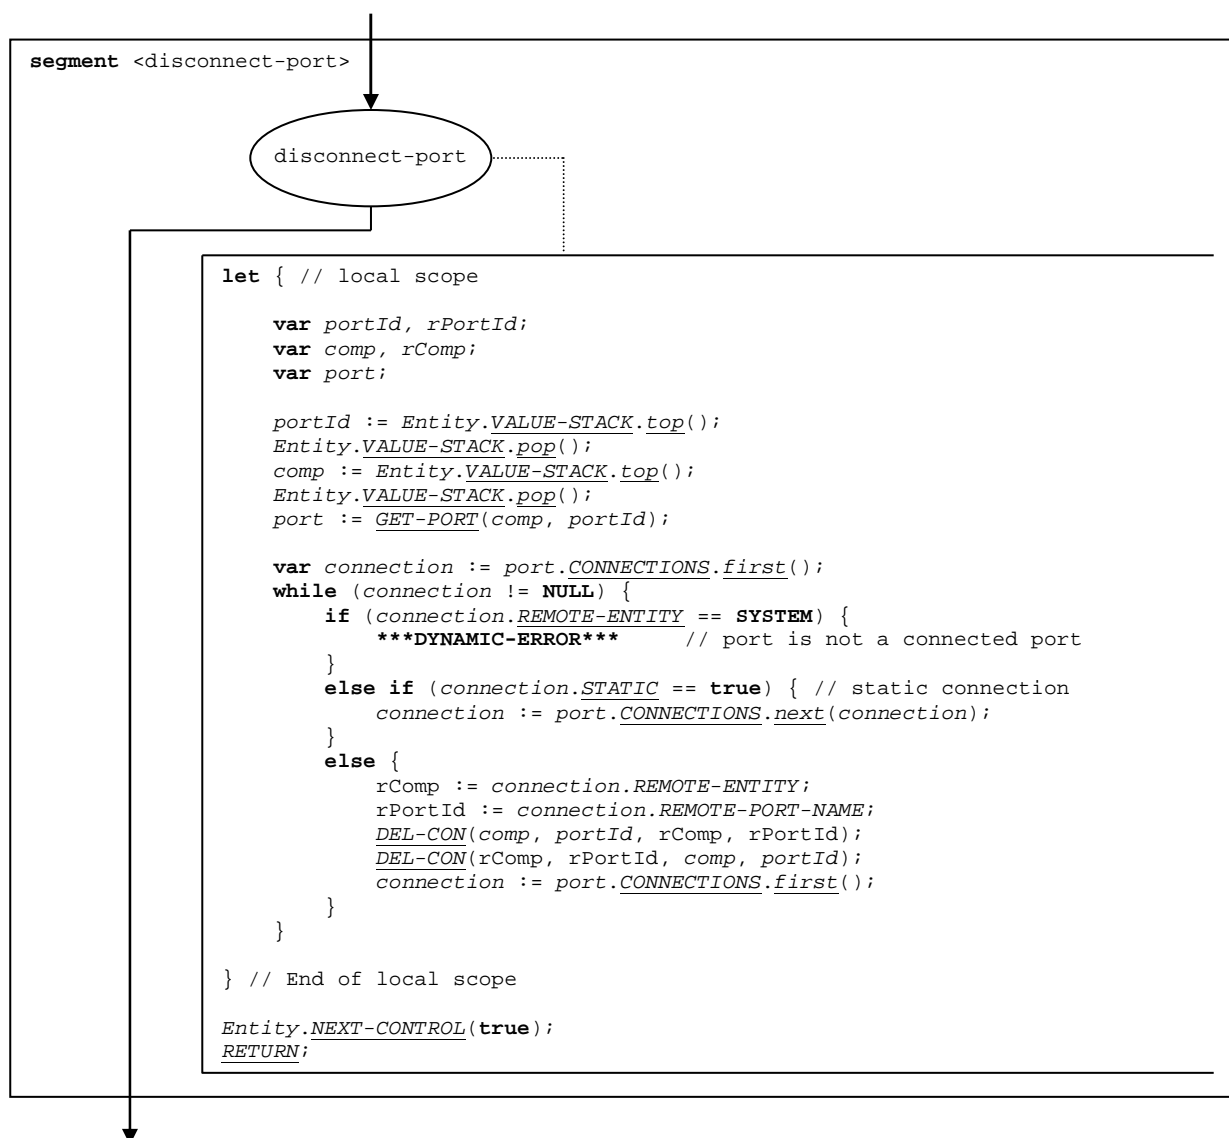 segment <disconnect-port>
disconnect-port
let { // local scope
var portId, rPortId;
var comp, rComp;
var port;
portId := Entity.VALUE-STACK.top();
Entity.VALUE-STACK.pop();
comp := Entity.VALUE-STACK.top();
Entity.VALUE-STACK.pop();
port := GET-PORT(comp, portId);
var connection := port.CONNECTIONS.first();
while (connection != NULL) {
if (connection.REMOTE-ENTITY == SYSTEM) {
***DYNAMIC-ERROR*** // port is not a connected port
}
else if (connection.STATIC == true) { // static connection
connection := port.CONNECTIONS.next(connection);
}
else {
rComp := connection.REMOTE-ENTITY;
rPortId := connection.REMOTE-PORT-NAME;
DEL-CON(comp, portId, rComp, rPortId);
DEL-CON(rComp, rPortId, comp, portId);
connection := port.CONNECTIONS.first();
}
}
} // End of local scope
Entity.NEXT-CONTROL(true);
RETURN;